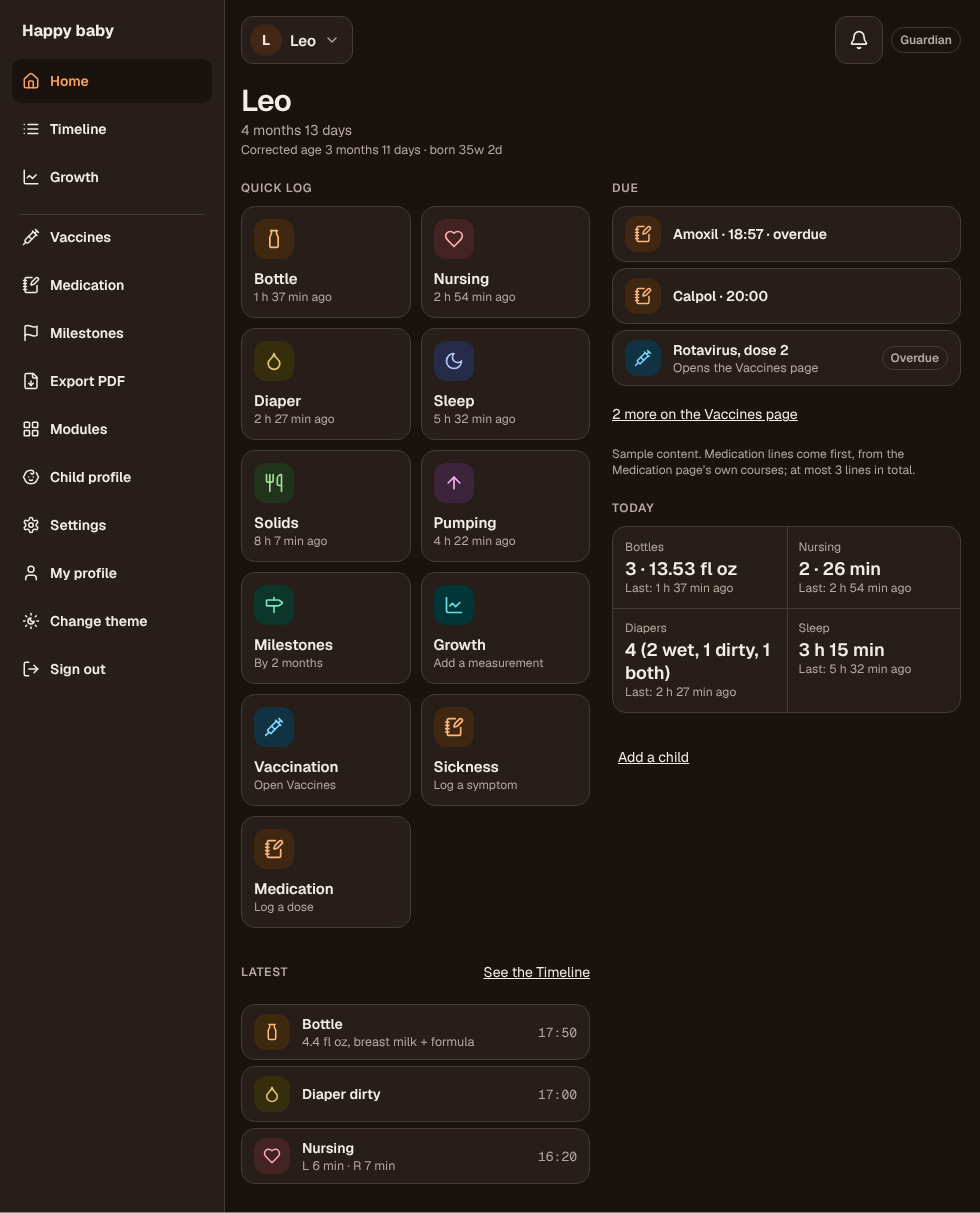 Happy baby
Home
Timeline
Growth
Vaccines
Medication
Milestones
Export PDF
Modules
Child profile
Settings
My profile
Change theme
Sign out
L
Leo
Guardian
Leo
4 months 13 days
Corrected age 3 months 11 days · born 35w 2d
QUICK LOG
Bottle
1 h 37 min ago
Nursing
2 h 54 min ago
Diaper
2 h 27 min ago
Sleep
5 h 32 min ago
Solids
8 h 7 min ago
Pumping
4 h 22 min ago
Milestones
By 2 months
Growth
Add a measurement
Vaccination
Open Vaccines
Sickness
Log a symptom
Medication
Log a dose
LATEST
See the Timeline
Bottle
4.4 fl oz, breast milk + formula
17:50
Diaper dirty
17:00
Nursing
L 6 min · R 7 min
16:20
DUE
Amoxil · 18:57 · overdue
Calpol · 20:00
Rotavirus, dose 2
Opens the Vaccines page
Overdue
2 more on the Vaccines page
Sample content. Medication lines come first, from the
Medication page's own courses; at most 3 lines in total.
TODAY
Bottles
3 · 13.53 fl oz
Last: 1 h 37 min ago
Nursing
2 · 26 min
Last: 2 h 54 min ago
Diapers
4 (2 wet, 1 dirty, 1
both)
Last: 2 h 27 min ago
Sleep
3 h 15 min
Last: 5 h 32 min ago
Add a child